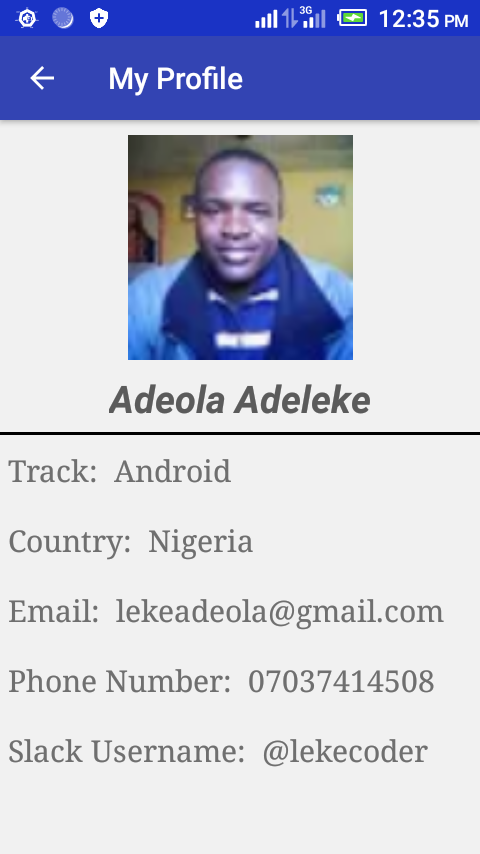 3G
12:35 PM
My Profile
Adeola Adeleke
Track: Android
Country: Nigeria
Email: lekeadeola@gmail.com
Phone Number: 07037414508
Slack Username: @lekecoder